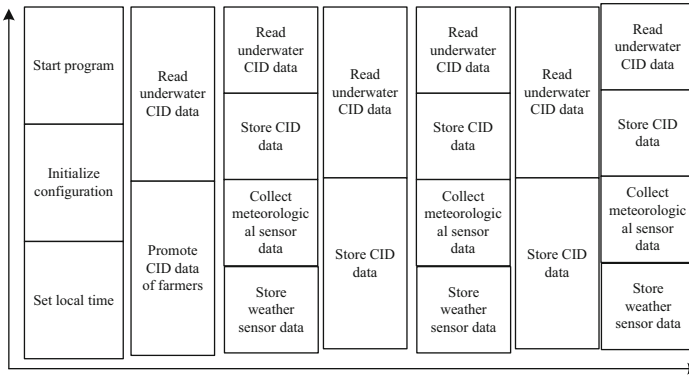 Start program
Initialize
configuration
Set local time
Read
underwater
CID data
Promote
CID data
of farmers
Read
underwater
CID data
Store CID
data
Collect
meteorologic
al sensor
data
Store
weather
sensor data
Read
underwater
CID data
Store CID
data
Read
underwater
CID data
Store CID
data
Collect
meteorologic
al sensor
data
Store
weather
sensor data
Read
underwater
CID data
Store CID
data
Read
underwater
CID data
Store CID
data
Collect
meteorologic
al sensor
data
Store
weather
sensor data